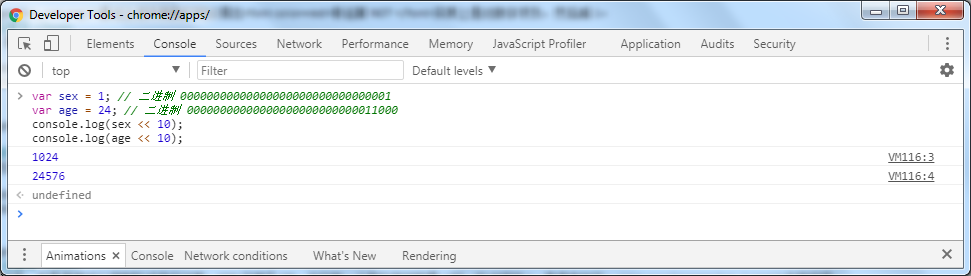 Developer Tools - chrome://apps/
Elements Console Sources Network Performance Memory JavaScript Profiler Application Audits Security
top Filter Default levels
var sex = 1; // 二进制 00000000000000000000000000000001
var age = 24; // 二进制 00000000000000000000000000011000
console.log(sex << 10);
console.log(age << 10);
1024 VM116:3
24576 VM116:4
undefined
Animations Console Network conditions What's New Rendering